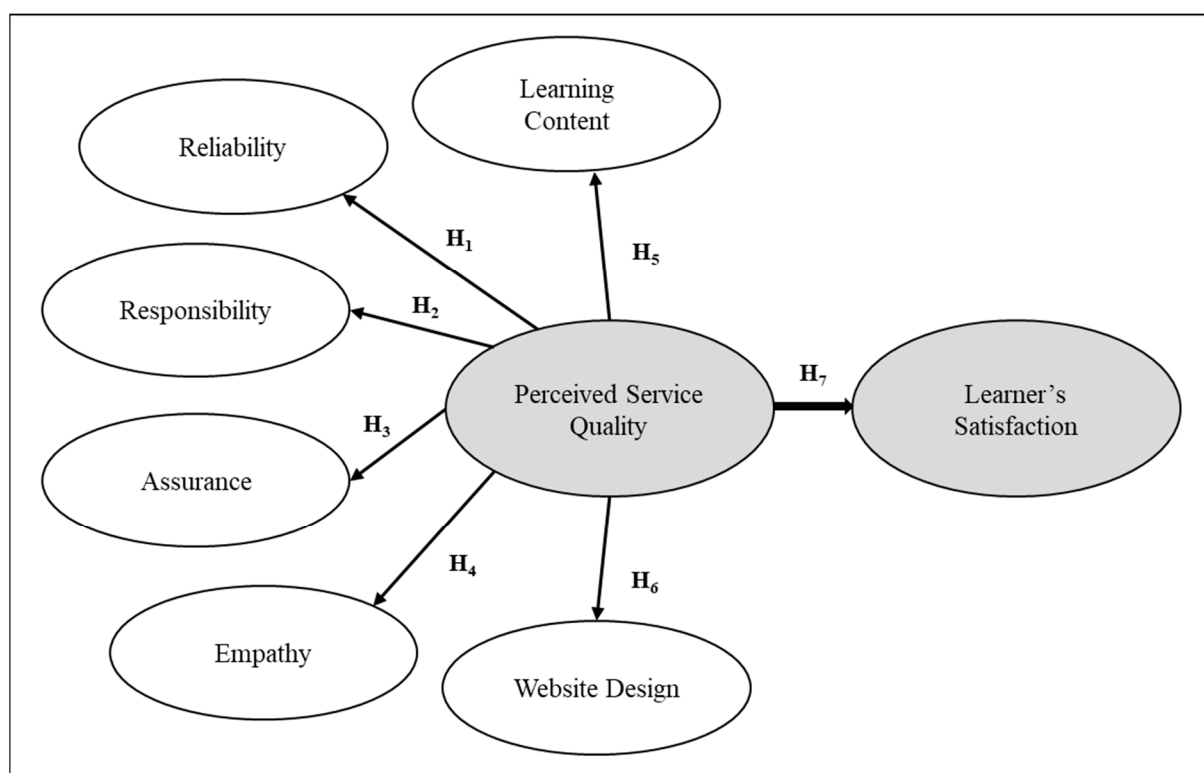 Learning
Content
Reliability
H₁
H₅
Responsibility
H₂
Perceived Service
Quality
H₇
Learner’s
Satisfaction
H₃
Assurance
H₄
H₆
Empathy
Website Design